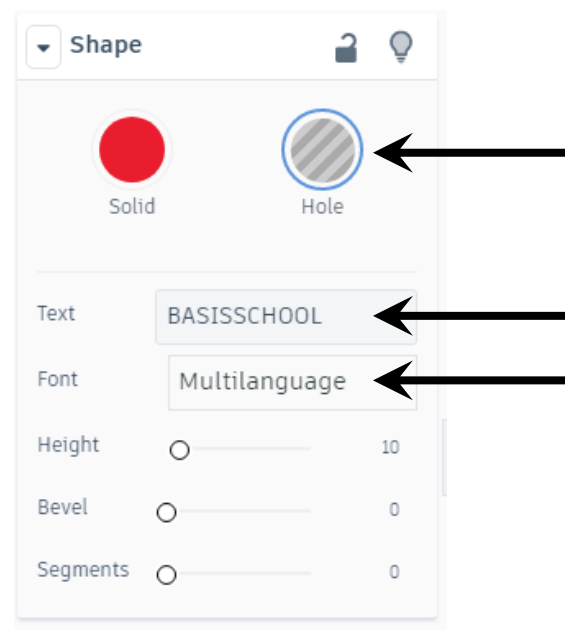 Shape
Solid Hole
Text BASISSCHOOL
Font Multilanguage
Height 10
Bevel 0
Segments 0